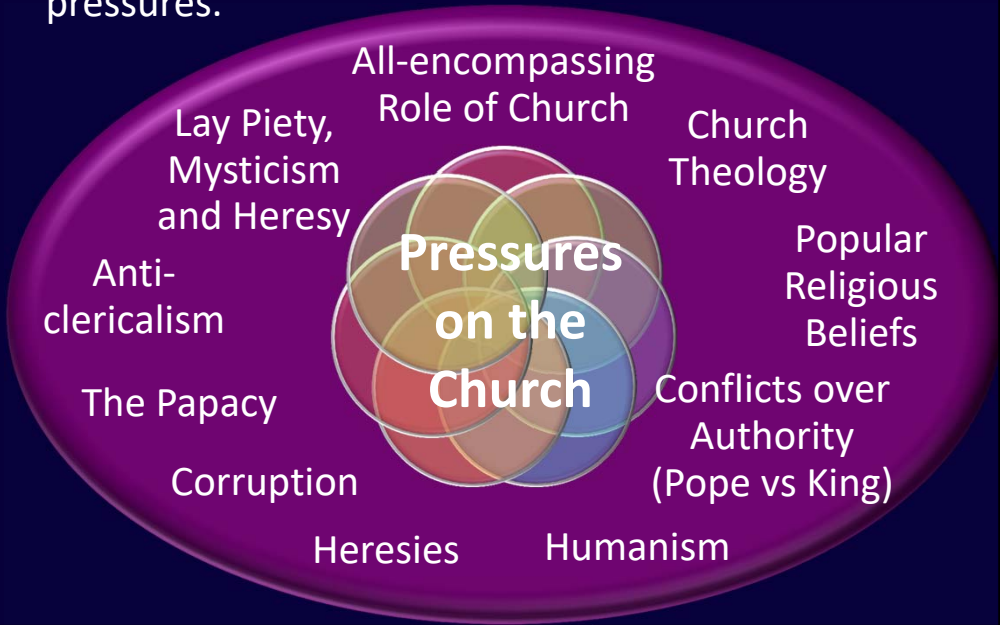 pressures.
All-encompassing
Role of Church
Church
Theology
Popular
Religious
Beliefs
Conflicts over
Authority
(Pope vs King)
Humanism
Heresies
Corruption
The Papacy
Anti-
clericalism
Lay Piety,
Mysticism
and Heresy
Pressures
on the
Church